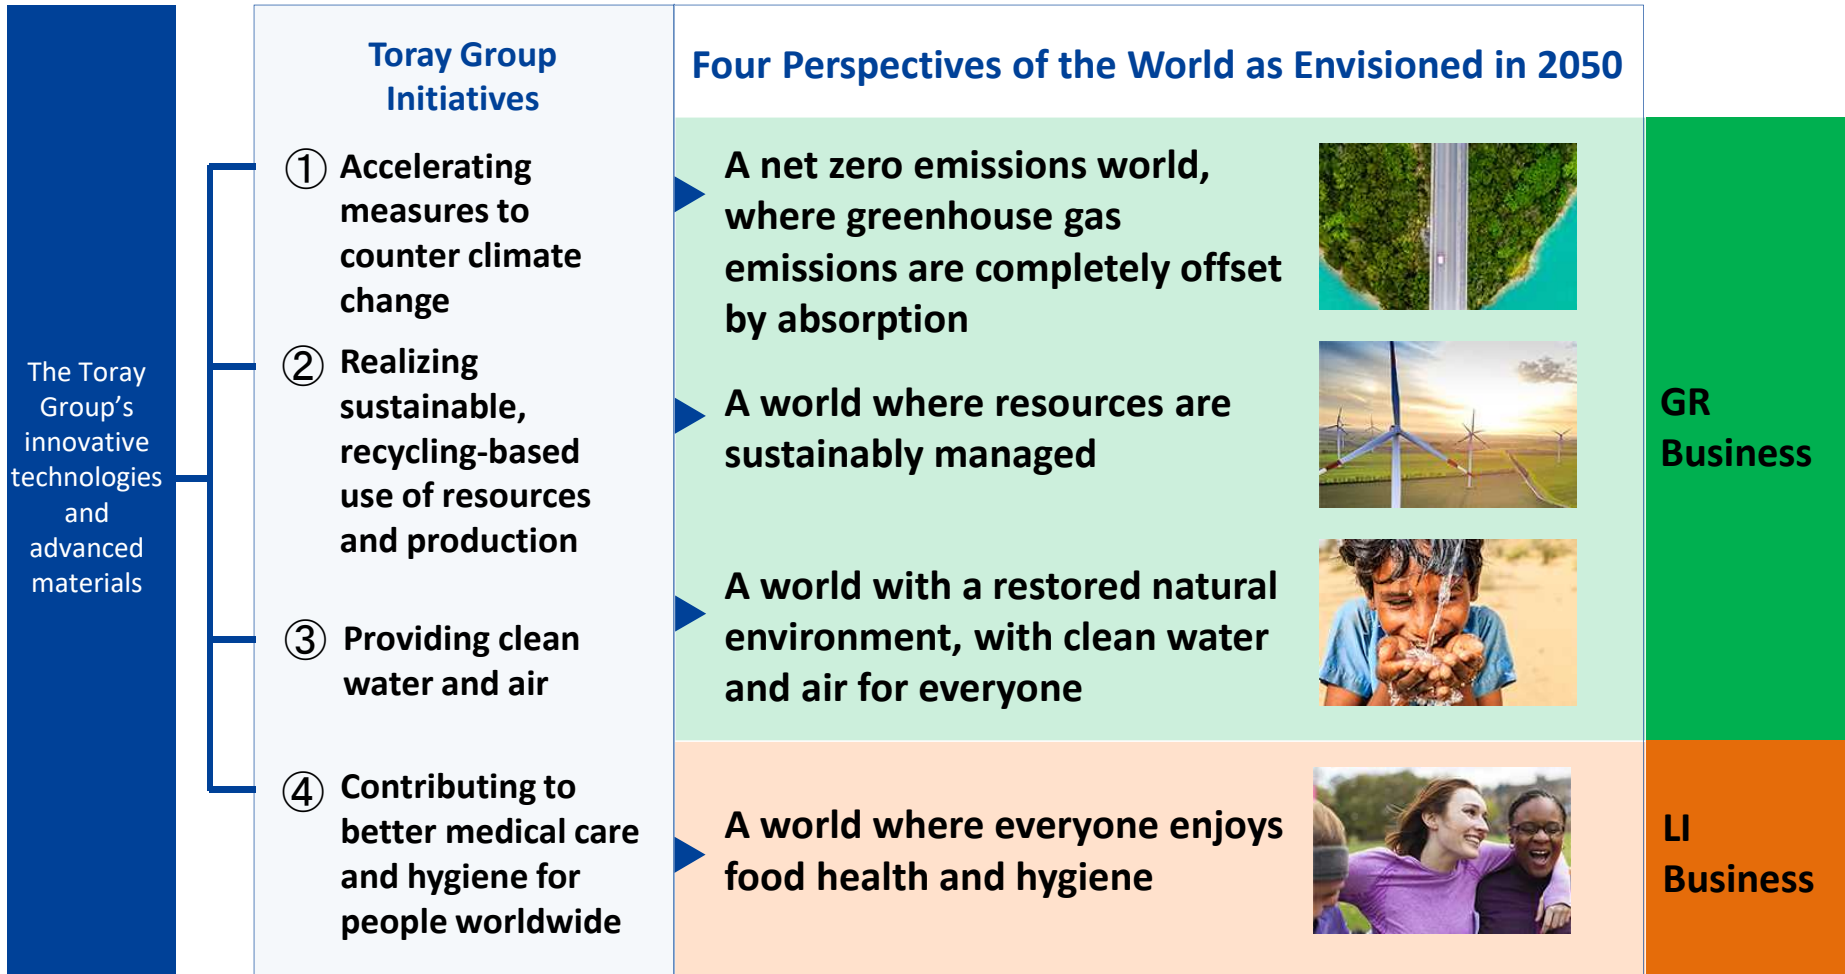 The Toray
Group’s
innovative
technologies
and
advanced
materials
Toray Group
Initiatives
① Accelerating
measures to
counter climate
change
② Realizing
sustainable,
recycling-based
use of resources
and production
③ Providing clean
water and air
④ Contributing to
better medical care
and hygiene for
people worldwide
Four Perspectives of the World as Envisioned in 2050
A net zero emissions world,
where greenhouse gas
emissions are completely offset
by absorption
A world where resources are
sustainably managed
A world with a restored natural
environment, with clean water
and air for everyone
A world where everyone enjoys
food health and hygiene
GR
Business
LI
Business